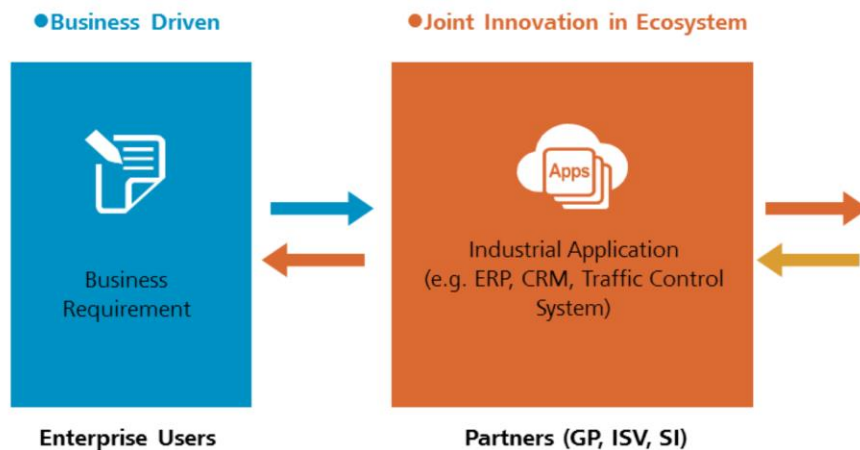 ●Business Driven
●Joint Innovation in Ecosystem
Apps
Business
Requirement
Industrial Application
(e.g. ERP, CRM, Traffic Control
System)
Enterprise Users
Partners (GP, ISV, SI)